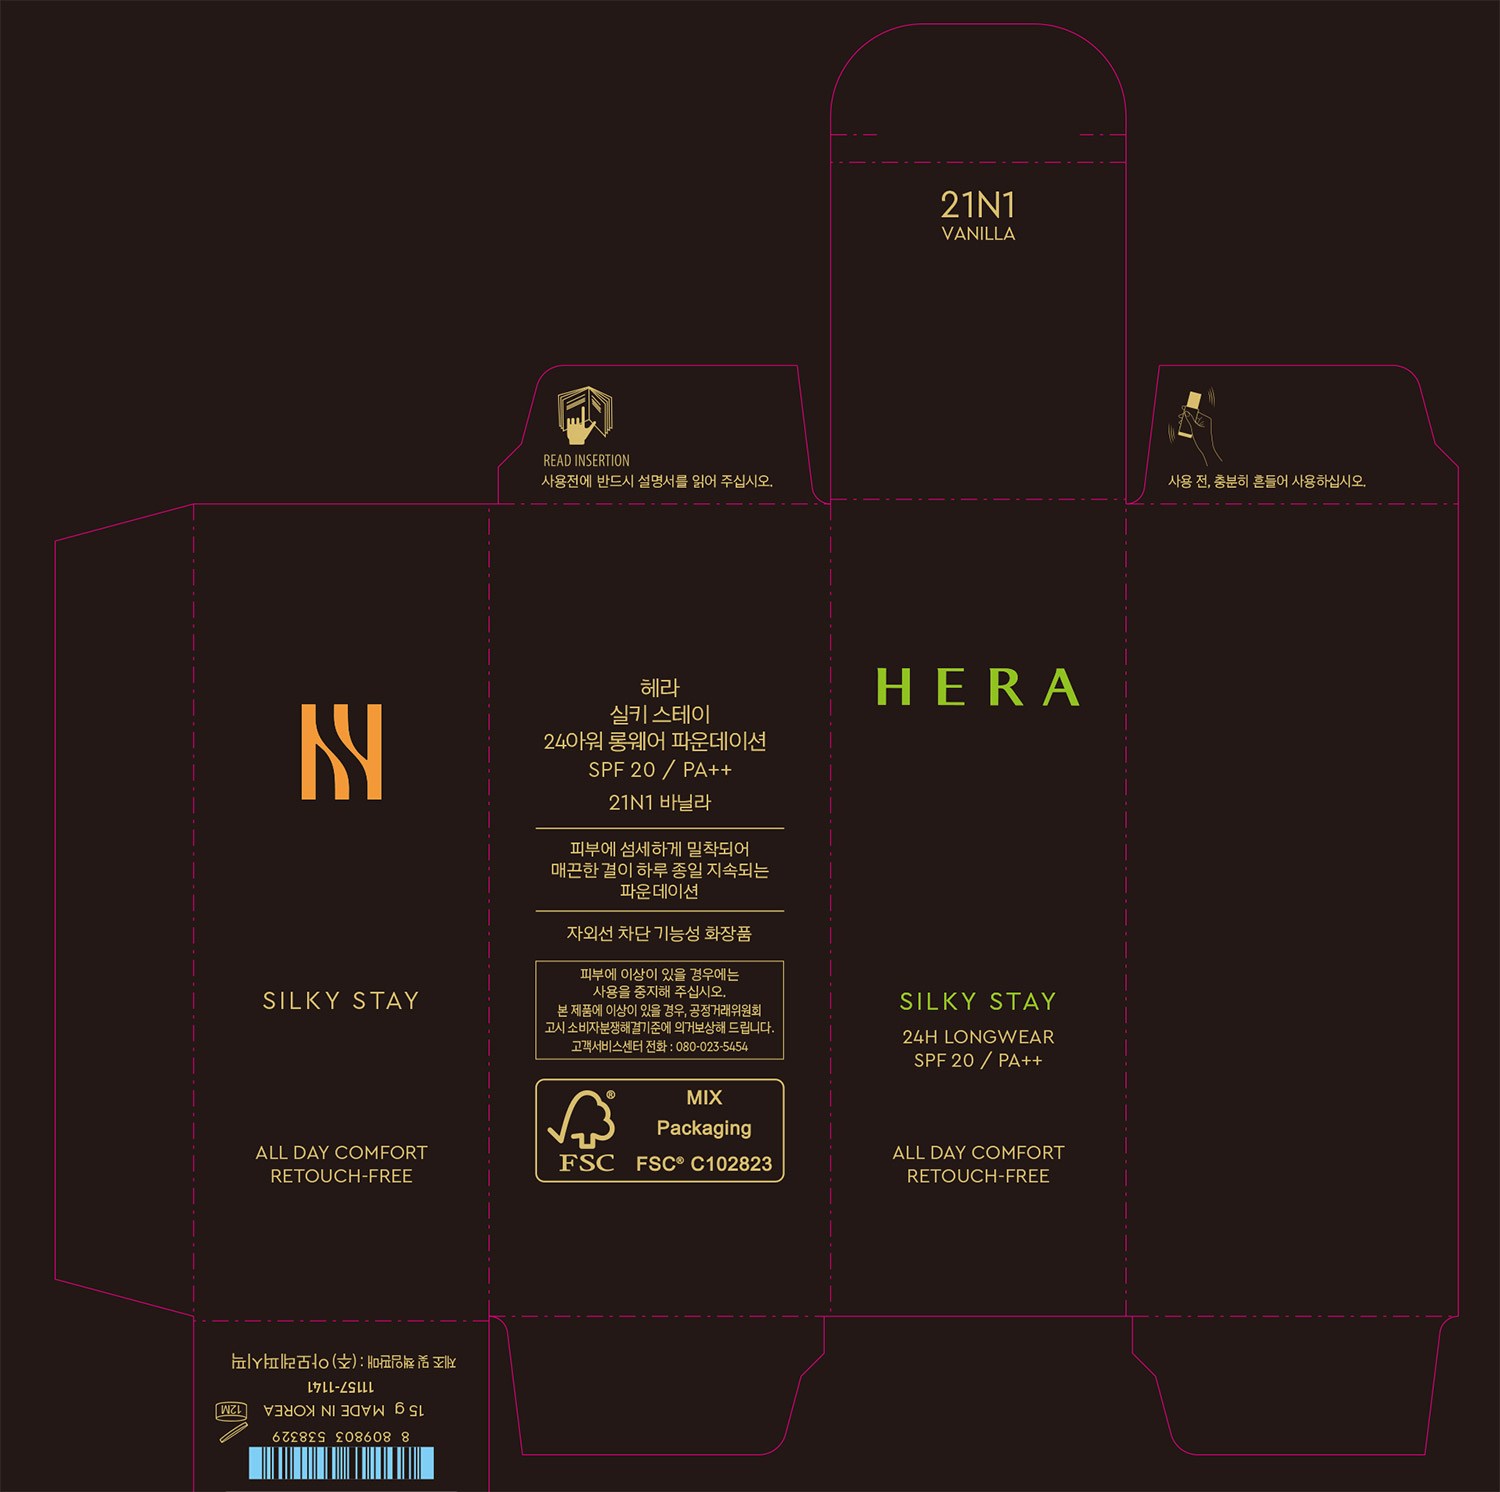 21N1
VANILLA
READ INSERTION
사용전에 반드시 설명서를 읽어 주십시오.
사용 전, 충분히 흔들어 사용하십시오.
SILKY STAY
ALL DAY COMFORT
RETOUCH-FREE
헤라
실키 스테이
24아워 롱웨어 파운데이션
SPF 20 / PA++
21N1 바닐라
피부에 섬세하게 밀착되어
매끈한 결이 하루 종일 지속되는
파운데이션
자외선 차단 기능성 화장품
피부에 이상이 있을 경우에는
사용을 중지해 주십시오.
본 제품에 이상이 있을 경우, 공정거래위원회
고시 소비자분쟁해결기준에 의거보상해 드립니다.
고객서비스센터 전화 : 080-023-5454
FSC®
MIX
Packaging
FSC® C102823
HERA
SILKY STAY
24H LONGWEAR
SPF 20 / PA++
ALL DAY COMFORT
RETOUCH-FREE
8 809803 538329
15 g MADE IN KOREA
12M
11157-1141
제조 및 책임판매 : (주)아모레퍼시픽